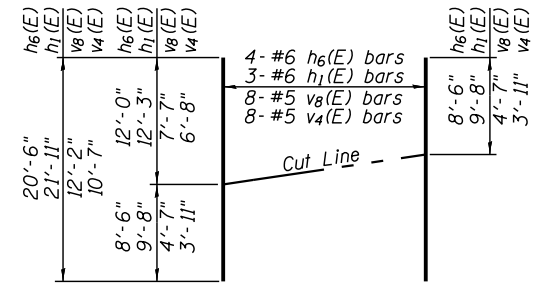 h6(E)
h1(E)
v8(E)
v4(E)
h6(E)
h1(E)
v8(E)
v4(E)
h6(E)
h1(E)
v8(E)
v4(E)
4- #6 h6(E) bars
3- #6 h1(E) bars
8- #5 v8(E) bars
8- #5 v4(E) bars
12'-0"
12'-3"
7'-7"
6'-8"
8'-6"
9'-8"
4'-7"
3'-11"
Cut Line
20'-6"
21'-11"
12'-2"
10'-7"
8'-6"
9'-8"
4'-7"
3'-11"